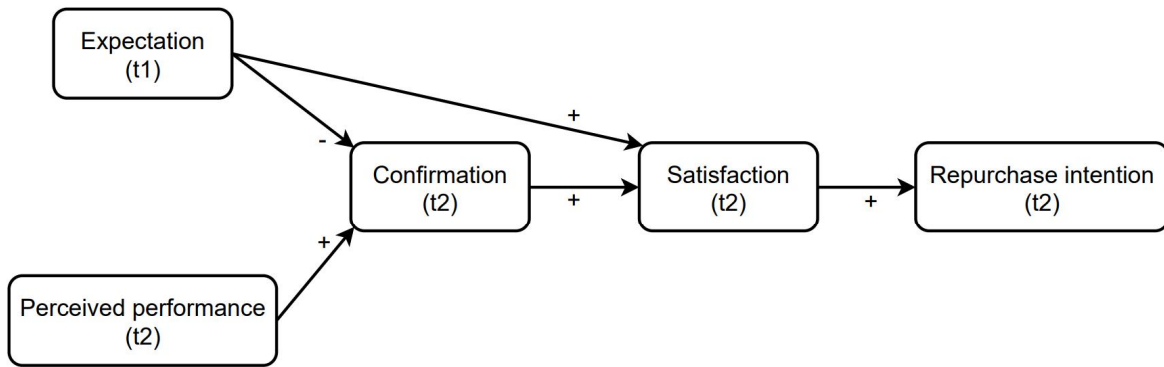 Expectation
(t1)
+
-
Confirmation
(t2)
+
Satisfaction
(t2)
+
Repurchase intention
(t2)
+
Perceived performance
(t2)